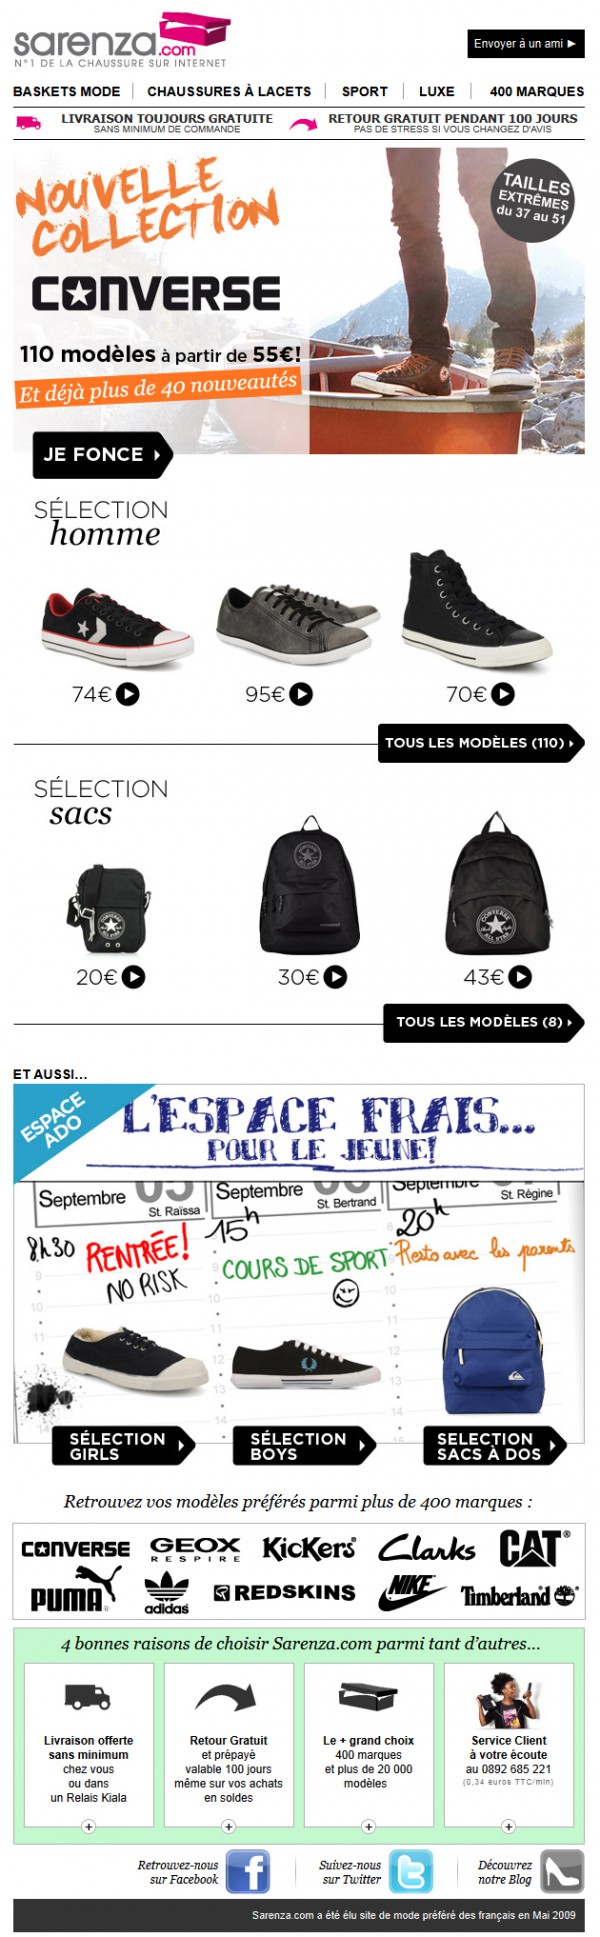 sarenza.com
N°1 DE LA CHAUSSURE SUR INTERNET
Envoyer à un ami
BASKETS MODE
CHAUSSURES À LACETS
SPORT
LUXE
400 MARQUES
LIVRAISON TOUJOURS GRATUITE
SANS MINIMUM DE COMMANDE
RETOUR GRATUIT PENDANT 100 JOURS
PAS DE STRESS SI VOUS CHANGEZ D'AVIS
NOUVELLE
COLLECTION
CONVERSE
TAILLES
EXTRÊMES
du 37 au 51
110 modèles à partir de 55€!
Et déjà plus de 40 nouveautés
JE FONCE
SÉLECTION
homme
74€
95€
70€
TOUS LES MODÈLES (110)
SÉLECTION
sacs
CONVERSE
ALL STAR
CONVERSE
ALL STAR
20€
30€
43€
TOUS LES MODÈLES (8)
ET AUSSI...
ESPACE
ADO
L'ESPACE FRAIS...
POUR LE JEUNE!
Septembre 05
St. Raïssa
Septembre
St. Bertrand
Septembre
St. Régine
8h30
RENTRÉE!
NO RISK
15h
COURS DE SPORT
20h
Resto avec les parents
SÉLECTION
GIRLS
SÉLECTION
BOYS
SELECTION
SACS À DOS
Retrouvez vos modèles préférés parmi plus de 400 marques :
CONVERSE
GEOX
RESPIRE
KicKers
Clarks
CAT
PUMA
adidas
REDSKINS
NIKE
Timberland
4 bonnes raisons de choisir Sarenza.com parmi tant d'autres...
Livraison offerte
sans minimum
chez vous
ou dans
un Relais Kiala
Retour Gratuit
et prépayé
valable 100 jours
même sur vos achats
en soldes
Le + grand choix
400 marques
et plus de 20 000
modèles
Service Client
à votre écoute
au 0892 685 221
(0,34 euros TTC/min)
Retrouvez-nous
sur Facebook
Suivez-nous
sur Twitter
Découvrez
notre Blog
Sarenza.com a été élu site de mode préféré des français en Mai 2009